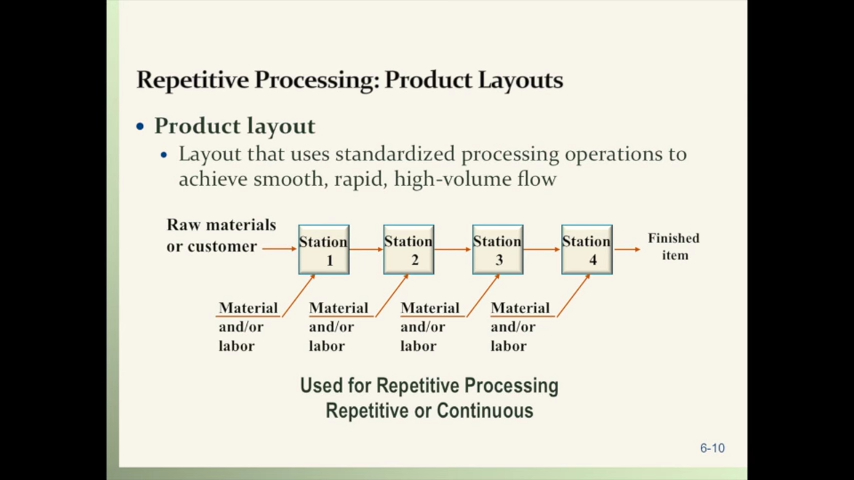 Repetitive Processing: Product Layouts
• Product layout
• Layout that uses standardized processing operations to
achieve smooth, rapid, high-volume flow
Raw materials
or customer
Station
1
Station
2
Station
3
Station
4
Finished
item
Material
and/or
labor
Material
and/or
labor
Material
and/or
labor
Material
and/or
labor
Used for Repetitive Processing
Repetitive or Continuous
6-10